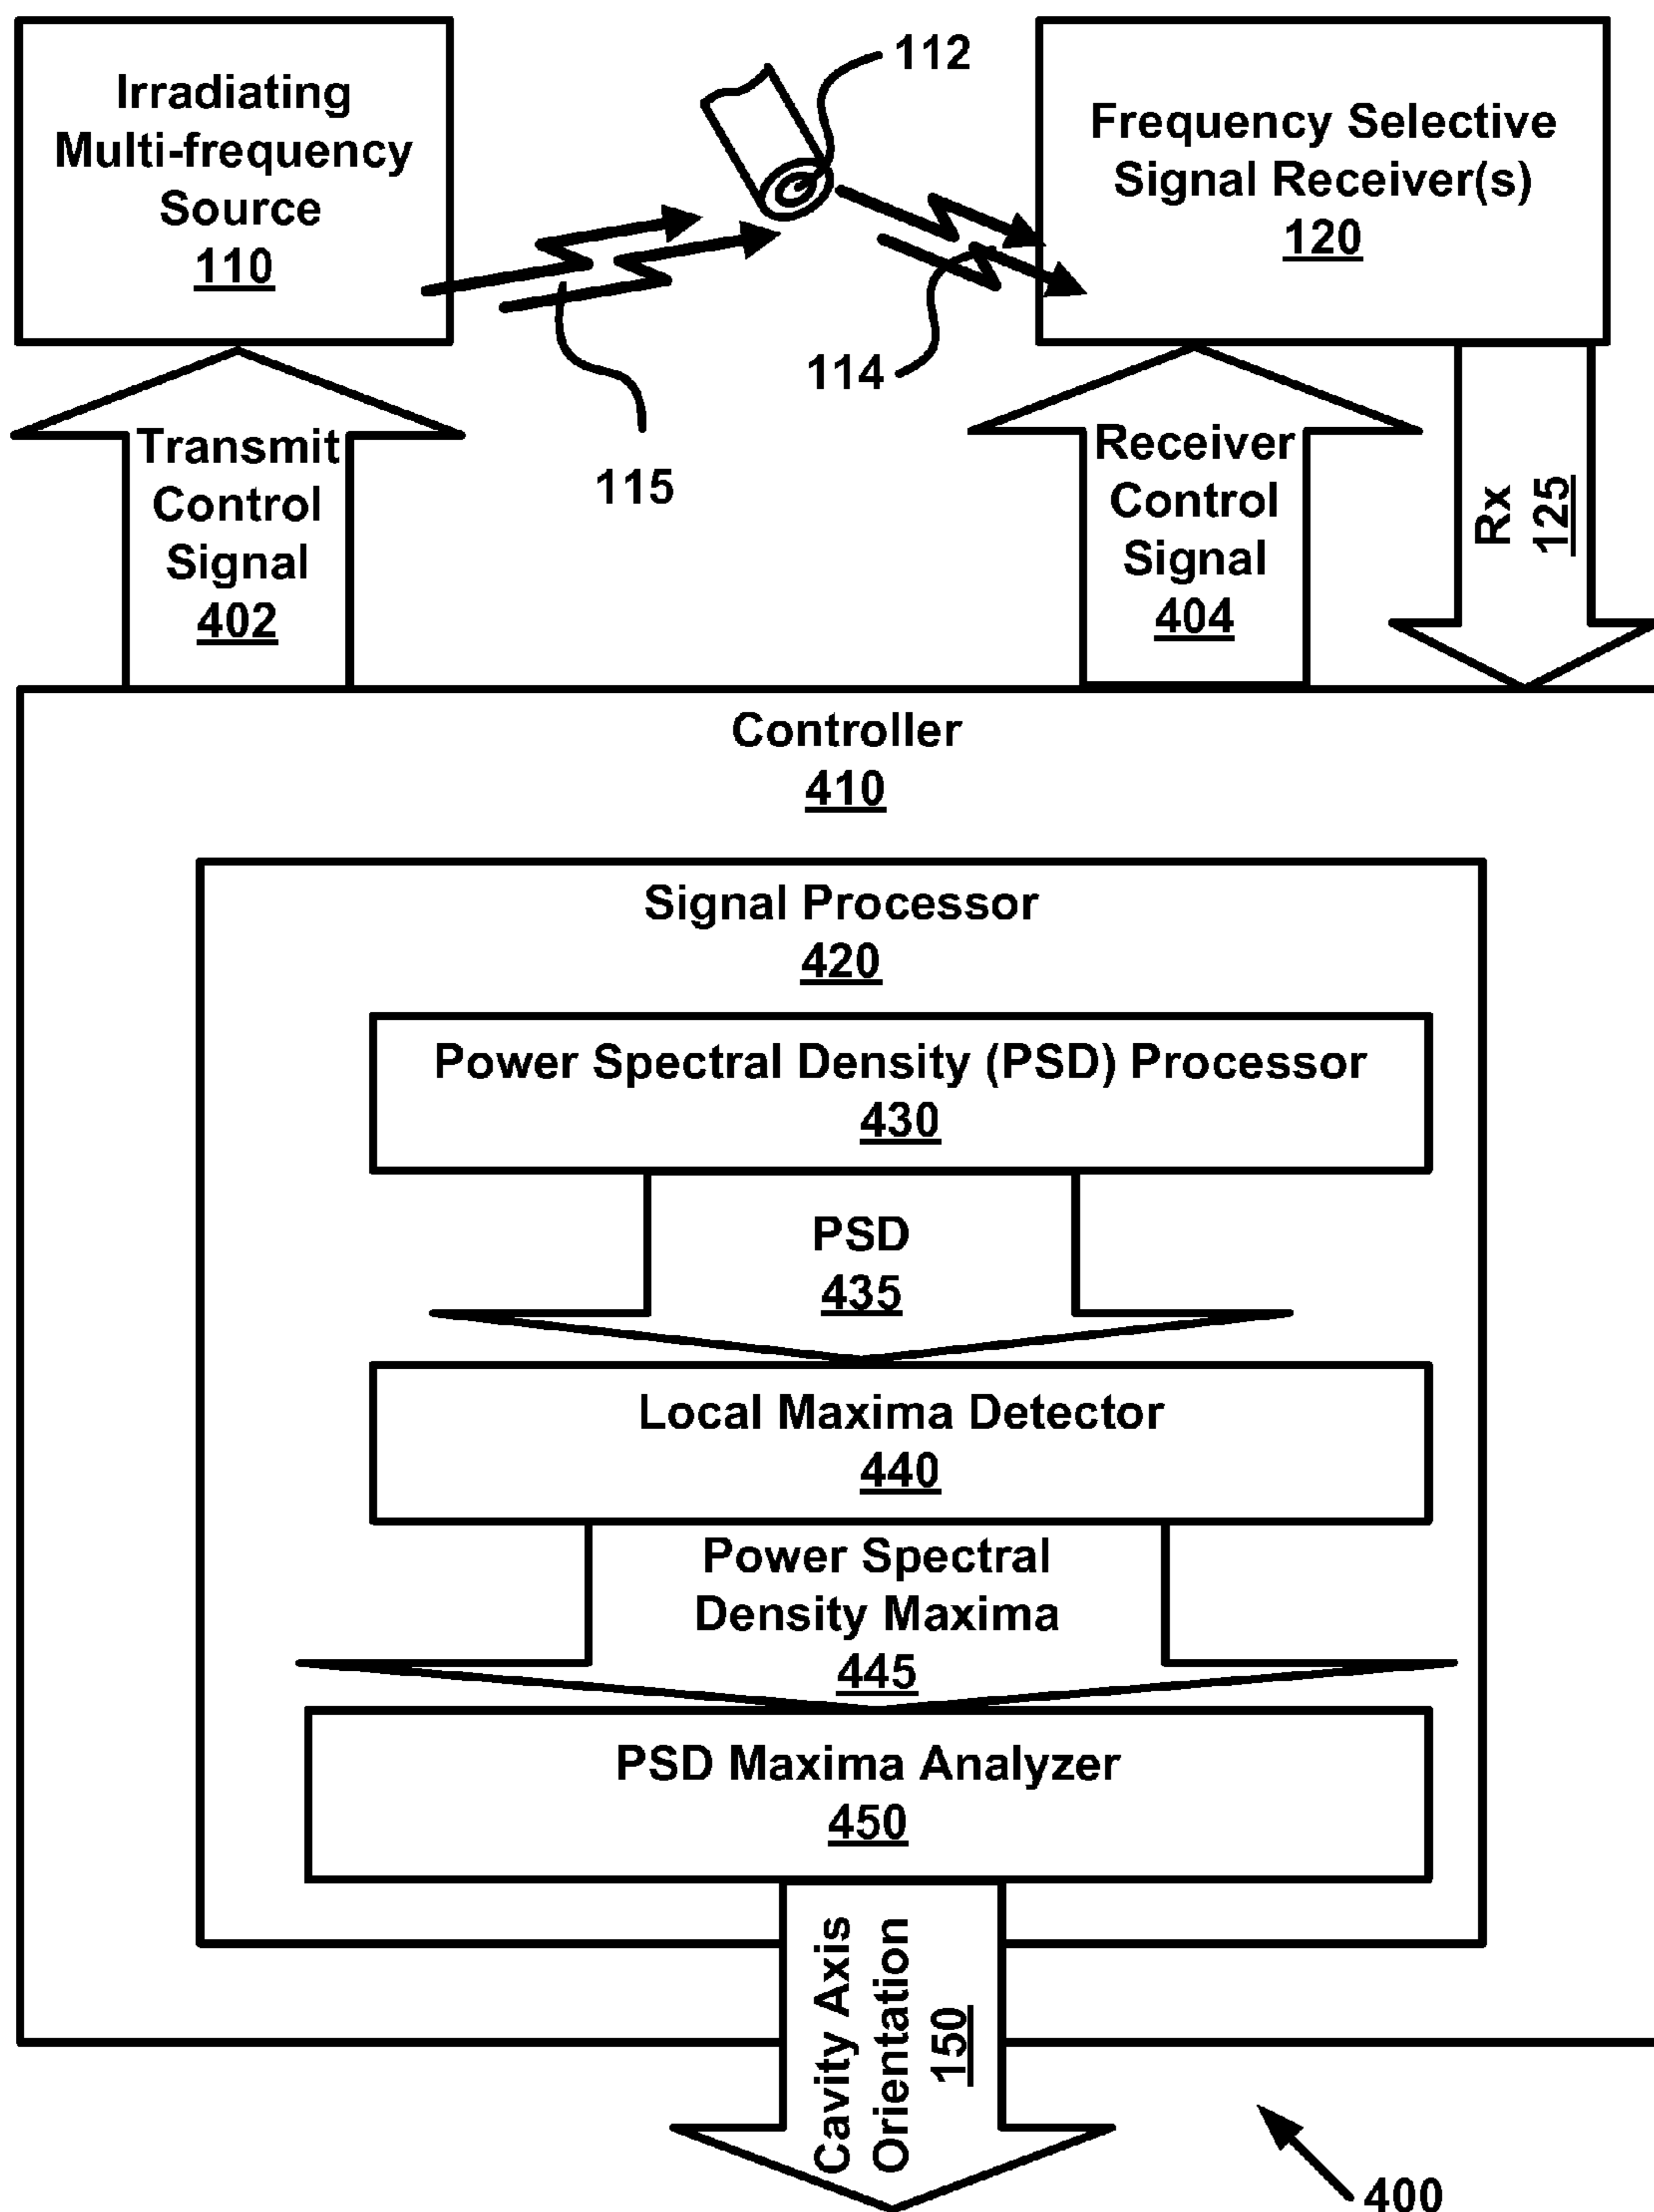 Irradiating
Multi-frequency
Source
110
112
Frequency Selective
Signal Receiver(s)
120
115
114
Transmit
Control
Signal
402
Receiver
Control
Signal
404
Rx
125
Controller
410
Signal Processor
420
Power Spectral Density (PSD) Processor
430
PSD
435
Local Maxima Detector
440
Power Spectral
Density Maxima
445
PSD Maxima Analyzer
450
Cavity Axis
Orientation
150
400